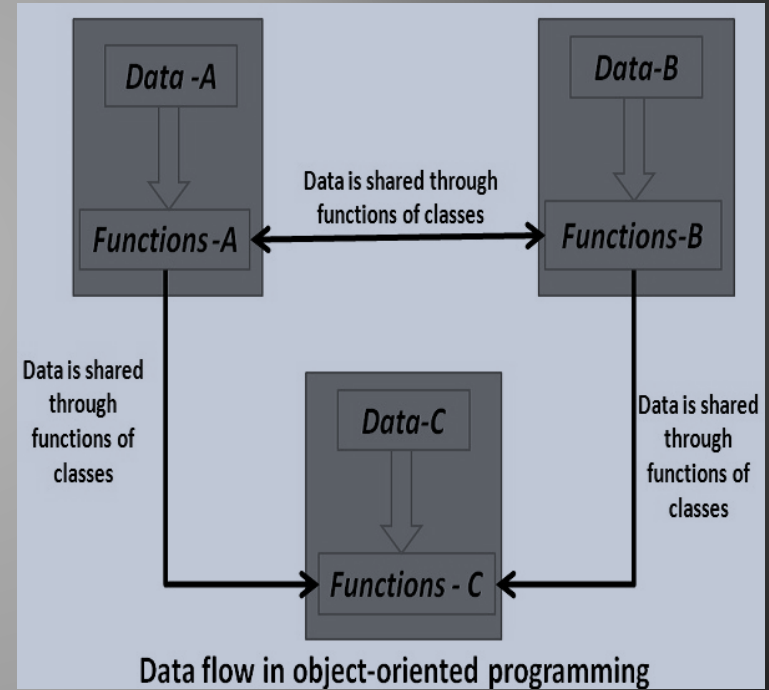 Data -A
Data-B
Data is shared through
functions of classes
Functions -A
Functions-B
Data is shared
through
functions of
classes
Data is shared
through
functions of
classes
Data-C
Functions - C
Data flow in object-oriented programming